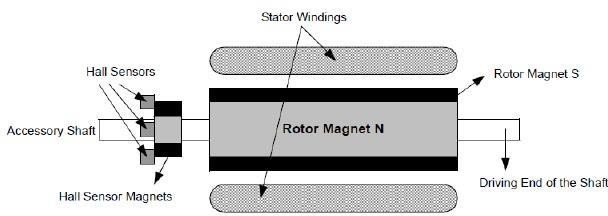 Stator Windings
Hall Sensors
Rotor Magnet S
Accessory Shaft
Rotor Magnet N
Driving End of the Shaft
Hall Sensor Magnets